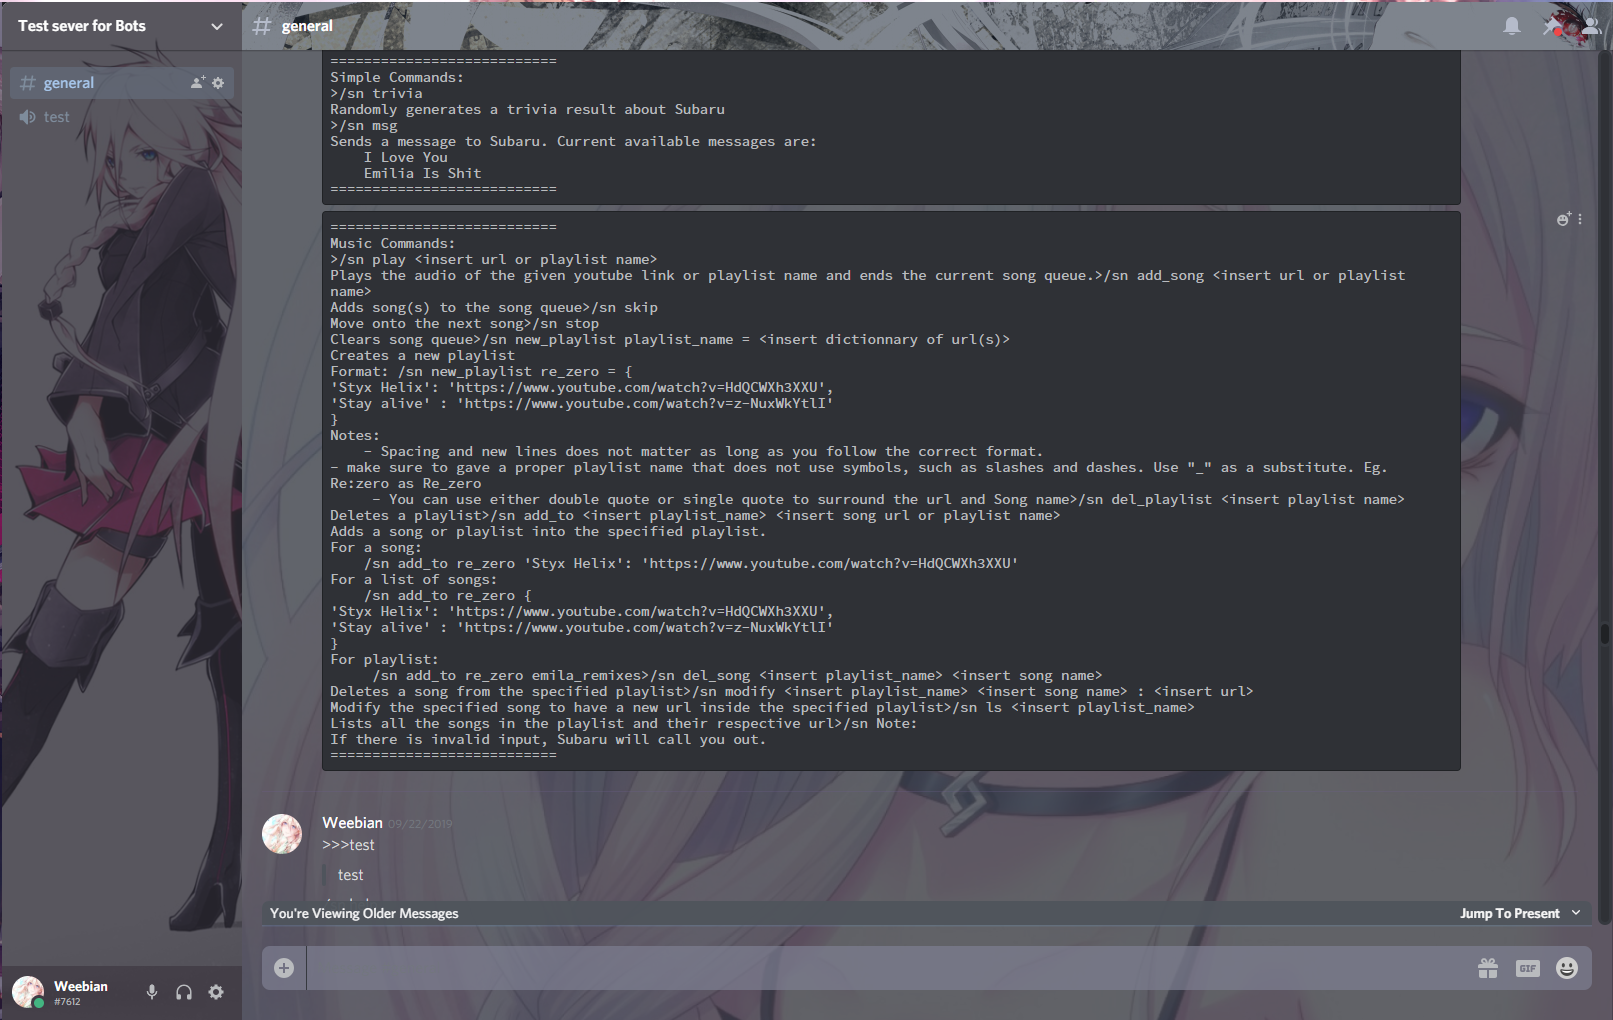 Test sever for Bots
general
general
test
===========================
Simple Commands:
>/sn trivia
Randomly generates a trivia result about Subaru
>/sn msg
Sends a message to Subaru. Current available messages are:
I Love You
Emilia Is Shit
===========================
===========================
Music Commands:
>/sn play <insert url or playlist name>
Plays the audio of the given youtube link or playlist name and ends the current song queue.>/sn add_song <insert url or playlist
name>
Adds song(s) to the song queue>/sn skip
Move onto the next song>/sn stop
Clears song queue>/sn new_playlist playlist_name = <insert dictionnary of url(s)>
Creates a new playlist
Format: /sn new_playlist re_zero = {
'Styx Helix': 'https://www.youtube.com/watch?v=HdQCWXh3XXU',
'Stay alive' : 'https://www.youtube.com/watch?v=z-NuxWkYtlI'
}
Notes:
- Spacing and new lines does not matter as long as you follow the correct format.
- make sure to gave a proper playlist name that does not use symbols, such as slashes and dashes. Use "_" as a substitute. Eg.
Re:zero as Re_zero
- You can use either double quote or single quote to surround the url and Song name>/sn del_playlist <insert playlist name>
Deletes a playlist>/sn add_to <insert playlist_name> <insert song url or playlist name>
Adds a song or playlist into the specified playlist.
For a song:
/sn add_to re_zero 'Styx Helix': 'https://www.youtube.com/watch?v=HdQCWXh3XXU'
For a list of songs:
/sn add_to re_zero {
'Styx Helix': 'https://www.youtube.com/watch?v=HdQCWXh3XXU',
'Stay alive' : 'https://www.youtube.com/watch?v=z-NuxWkYtlI'
}
For playlist:
/sn add_to re_zero emila_remixes>/sn del_song <insert playlist_name> <insert song name>
Deletes a song from the specified playlist>/sn modify <insert playlist_name> <insert song name> : <insert url>
Modify the specified song to have a new url inside the specified playlist>/sn ls <insert playlist_name>
Lists all the songs in the playlist and their respective url>/sn Note:
If there is invalid input, Subaru will call you out.
===========================
Weebian 09/22/2019
>>>test
test
You're Viewing Older Messages
Jump To Present
GIF
Weebian
#7612